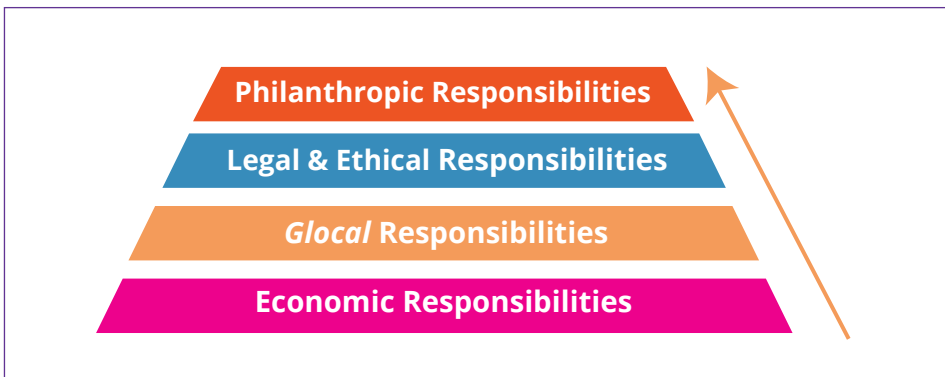 Philanthropic Responsibilities
Legal & Ethical Responsibilities
Glocal Responsibilities
Economic Responsibilities